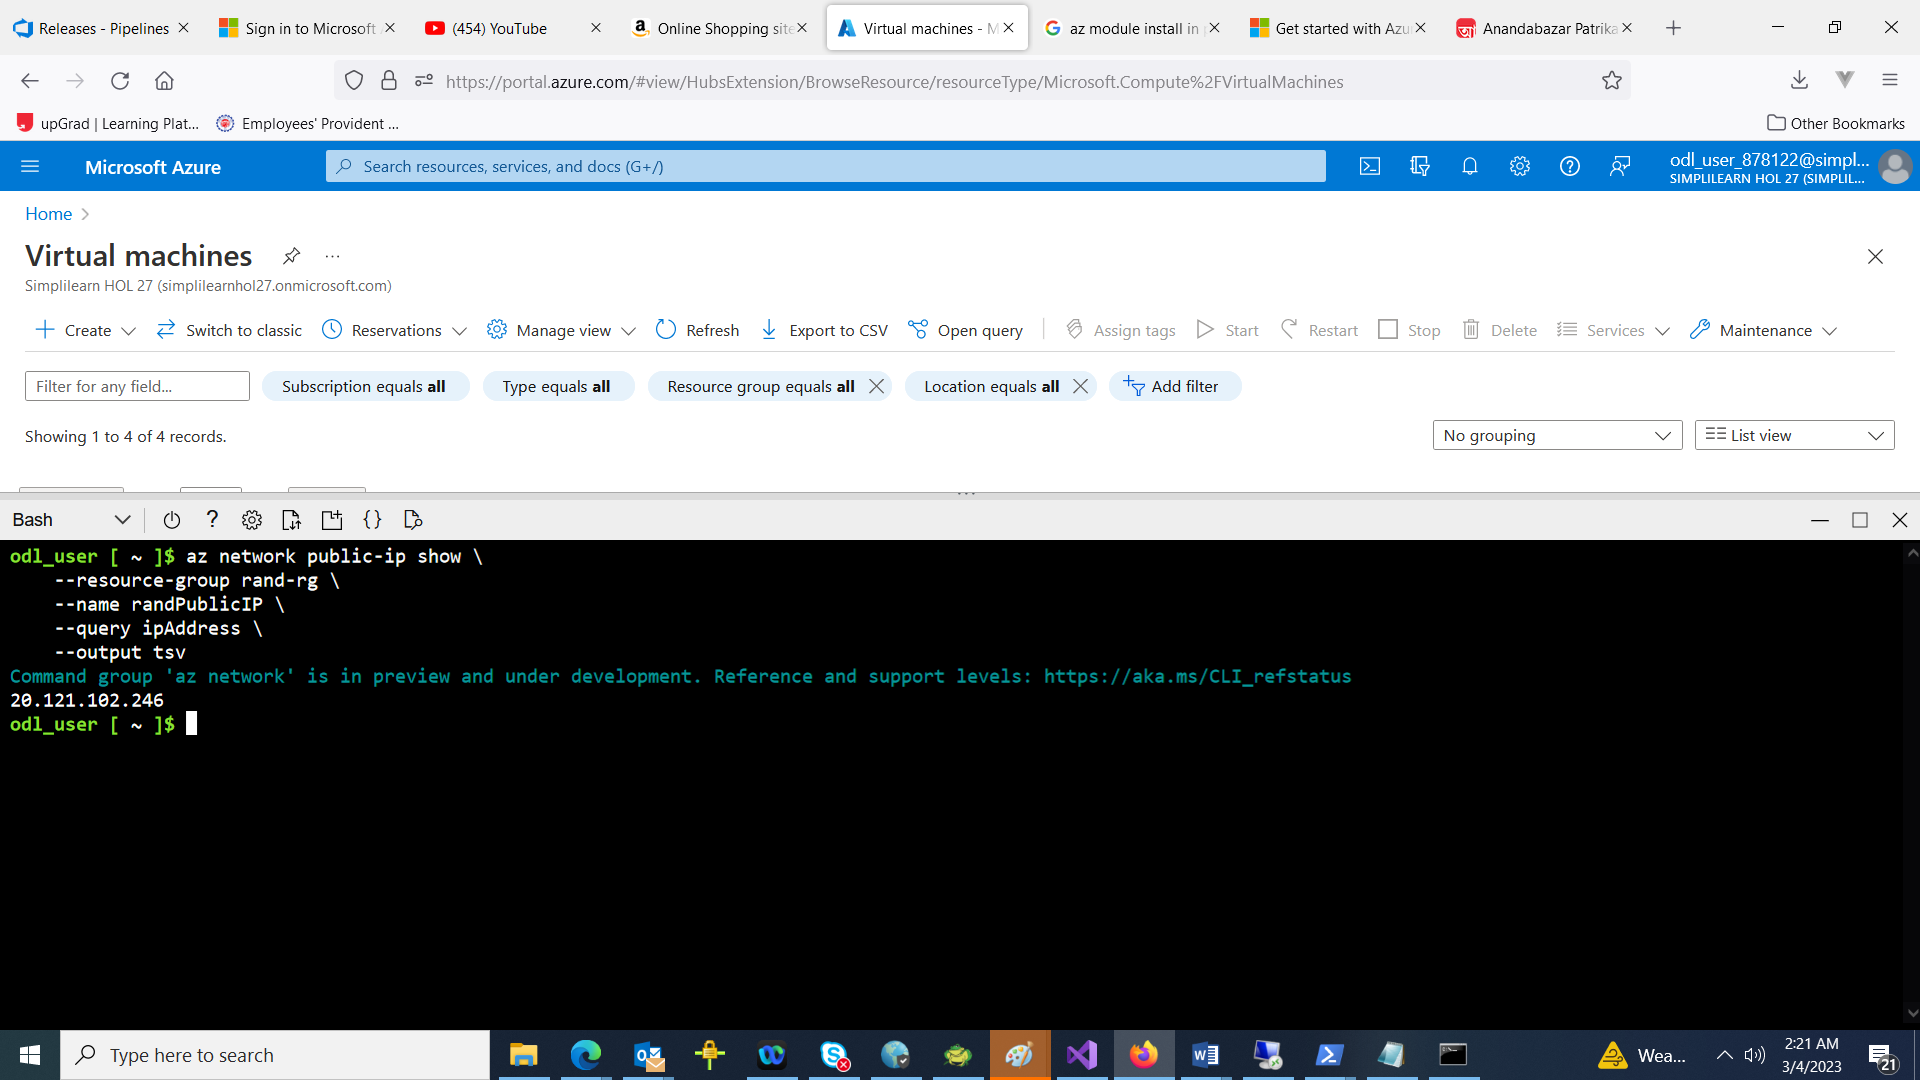 Releases - Pipelines
Sign in to Microsoft A
(454) YouTube
Online Shopping site
Virtual machines - M
az module install in p
Get started with Azu
Anandabazar Patrika
https://portal.azure.com/#view/HubsExtension/BrowseResource/resourceType/Microsoft.Compute%2FVirtualMachines
upGrad | Learning Plat...
Employees' Provident ...
Other Bookmarks
Microsoft Azure
Search resources, services, and docs (G+/)
odl_user_878122@simpl...
SIMPLILEARN HOL 27 (SIMPLIL...
Home
Virtual machines
Simplilearn HOL 27 (simplilearnhol27.onmicrosoft.com)
Create
Switch to classic
Reservations
Manage view
Refresh
Export to CSV
Open query
Assign tags
Start
Restart
Stop
Delete
Services
Maintenance
Filter for any field...
Subscription equals all
Type equals all
Resource group equals all
Location equals all
Add filter
Showing 1 to 4 of 4 records.
No grouping
List view
Bash
odl_user [ ~ ]$ az network public-ip show \
--resource-group rand-rg \
--name randPublicIP \
--query ipAddress \
--output tsv
Command group 'az network' is in preview and under development. Reference and support levels: https://aka.ms/CLI_refstatus
20.121.102.246
odl_user [ ~ ]$
Type here to search
Wea...
2:21 AM
3/4/2023
21